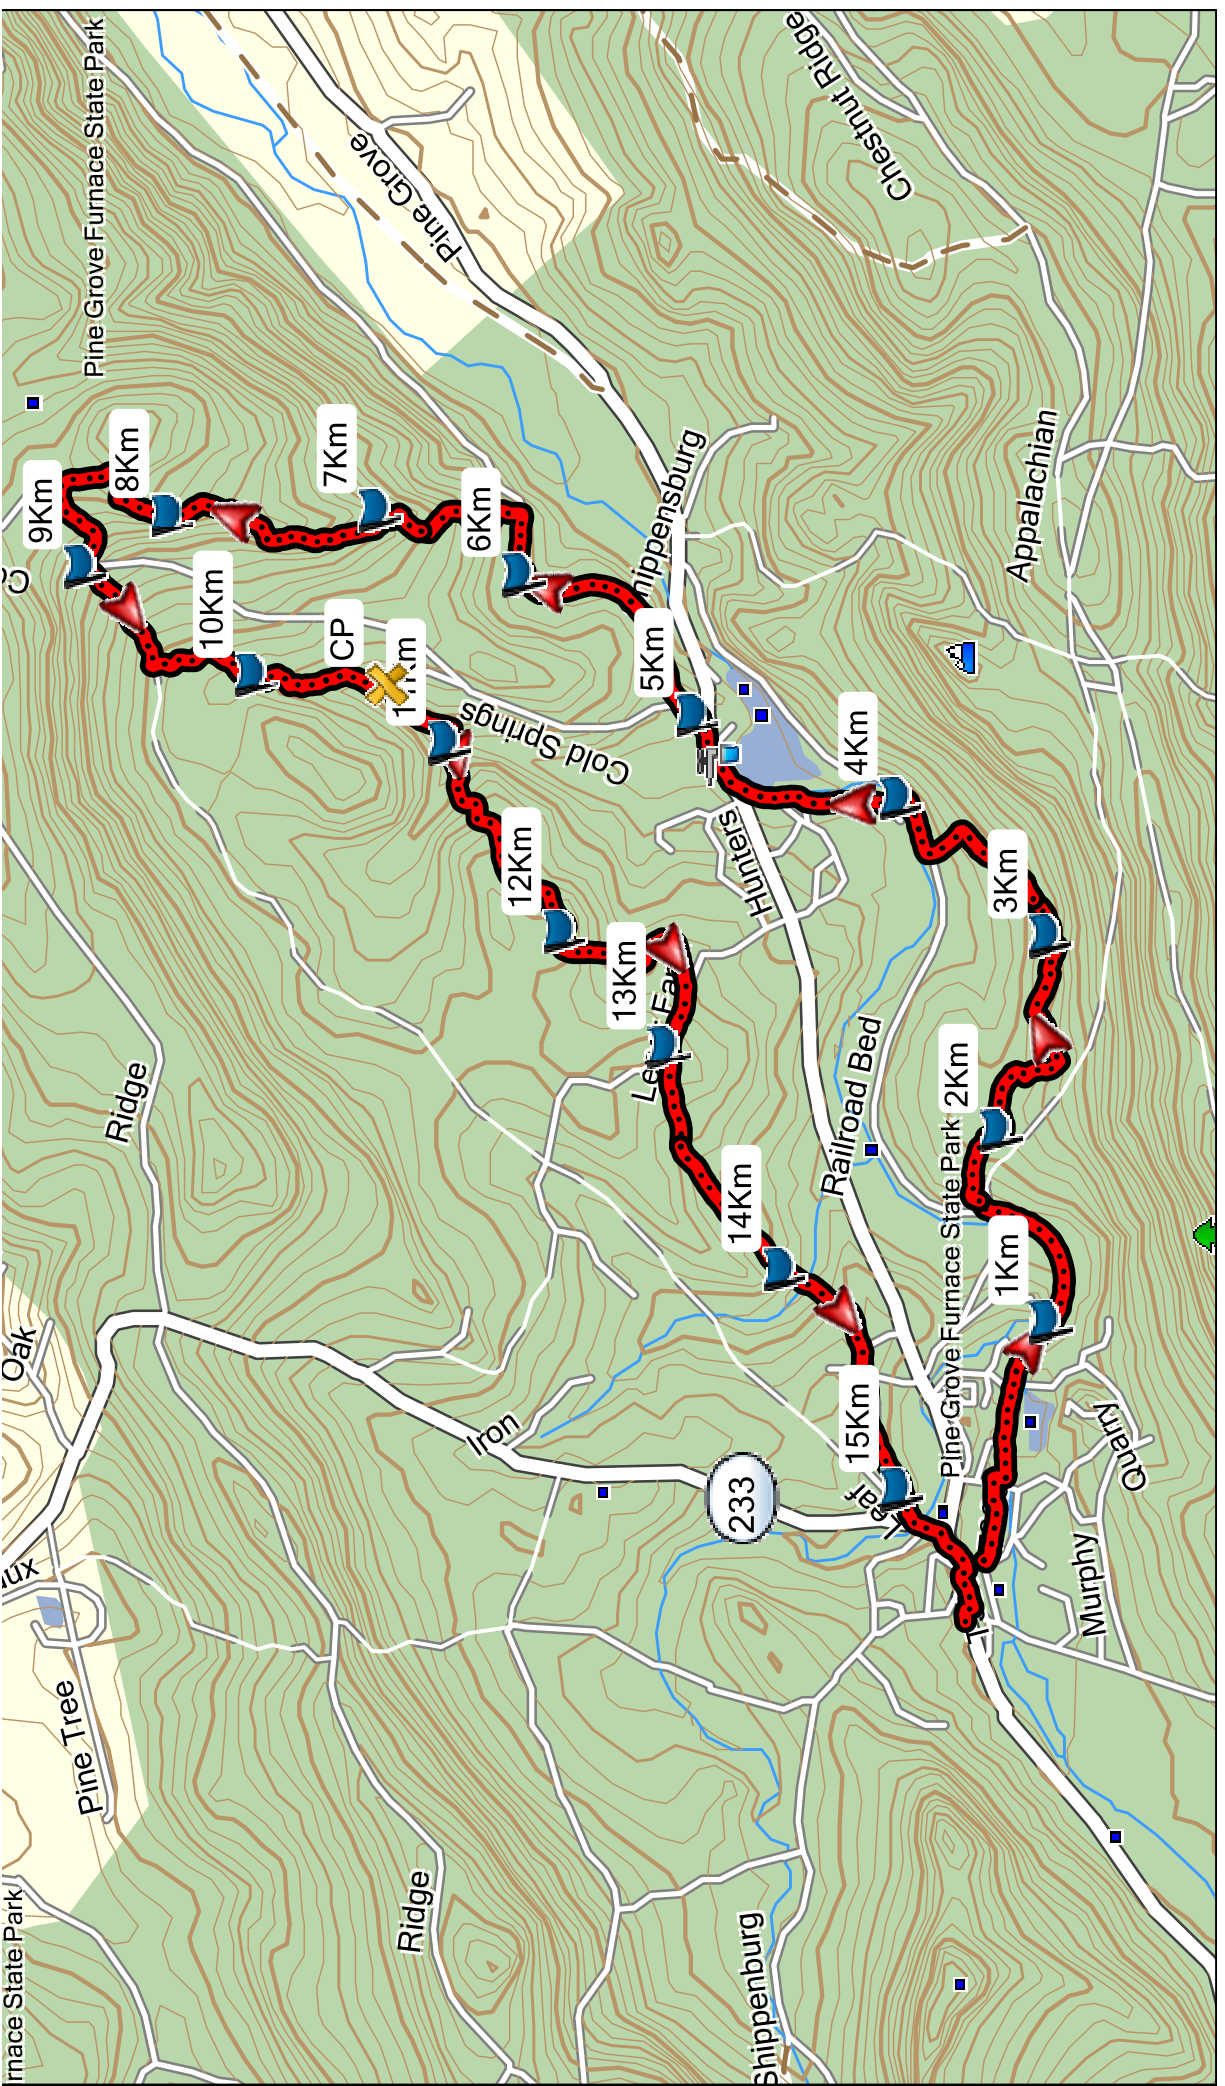 Pine Grove Furnace State Park
Chestnut Ridge
Pine Grove
8Km
7Km
9Km
6Km
hippensburg
Appalachian
10Km
CP
5Km
Cold Springs
4Km
12Km
Hunters
3Km
13Km
2Km
Railroad Bed
Ridge
14Km
Pine Grove Furnace State Park
1Km
Oak
15Km
Iron
Quarry
233
Leaf
Murphy
Pine Tree
Ridge
rnace State Park
Shippenburg